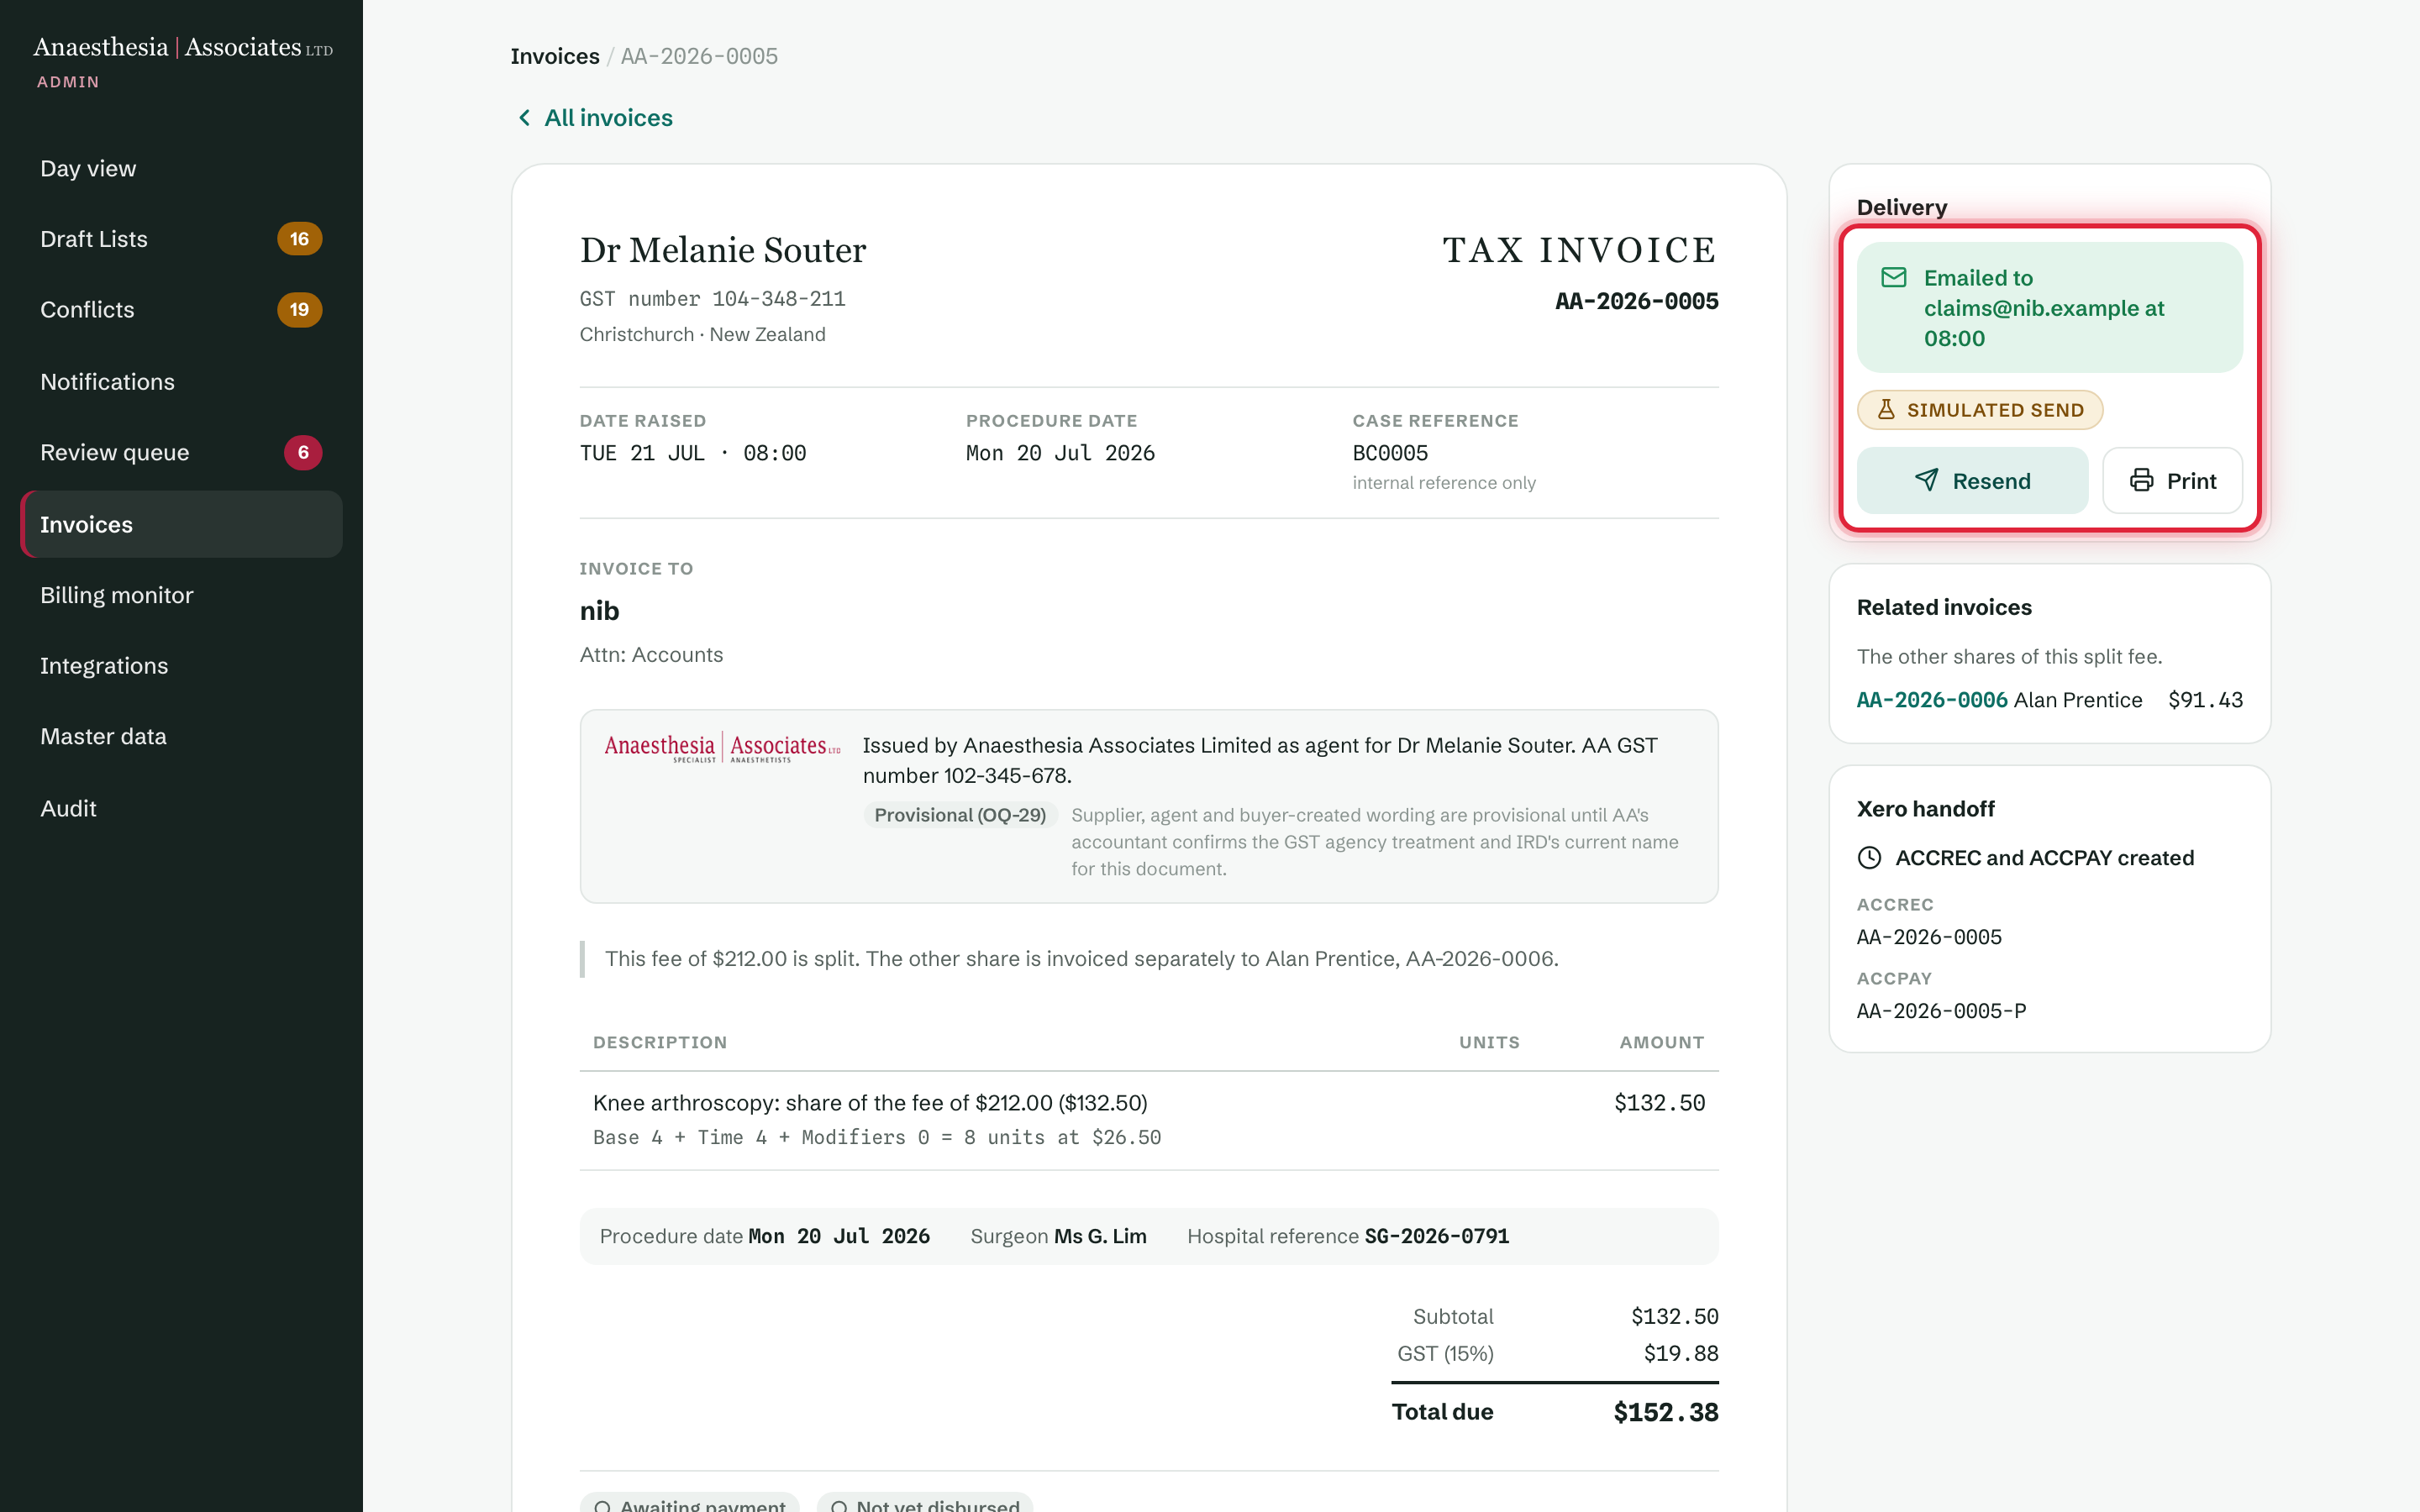 Anaesthesia | Associates LTD
ADMIN
Day view
Draft Lists 16
Conflicts 19
Notifications
Review queue 6
Invoices
Billing monitor
Integrations
Master data
Audit
Invoices / AA-2026-0005
All invoices
Dr Melanie Souter
GST number 104-348-211
Christchurch · New Zealand
TAX INVOICE
AA-2026-0005
DATE RAISED
TUE 21 JUL · 08:00
PROCEDURE DATE
Mon 20 Jul 2026
CASE REFERENCE
BC0005
internal reference only
INVOICE TO
nib
Attn: Accounts
Anaesthesia | Associates LTD
SPECIALIST | ANAESTHETISTS
Issued by Anaesthesia Associates Limited as agent for Dr Melanie Souter. AA GST
number 102-345-678.
Provisional (OQ-29)
Supplier, agent and buyer-created wording are provisional until AA's
accountant confirms the GST agency treatment and IRD's current name
for this document.
This fee of $212.00 is split. The other share is invoiced separately to Alan Prentice, AA-2026-0006.
DESCRIPTION UNITS AMOUNT
Knee arthroscopy: share of the fee of $212.00 ($132.50) $132.50
Base 4 + Time 4 + Modifiers 0 = 8 units at $26.50
Procedure date Mon 20 Jul 2026 Surgeon Ms G. Lim Hospital reference SG-2026-0791
Subtotal $132.50
GST (15%) $19.88
Total due $152.38
Awaiting payment Not yet disbursed
Delivery
Emailed to
claims@nib.example at
08:00
SIMULATED SEND
Resend Print
Related invoices
The other shares of this split fee.
AA-2026-0006 Alan Prentice $91.43
Xero handoff
ACCREC and ACCPAY created
ACCREC
AA-2026-0005
ACCPAY
AA-2026-0005-P